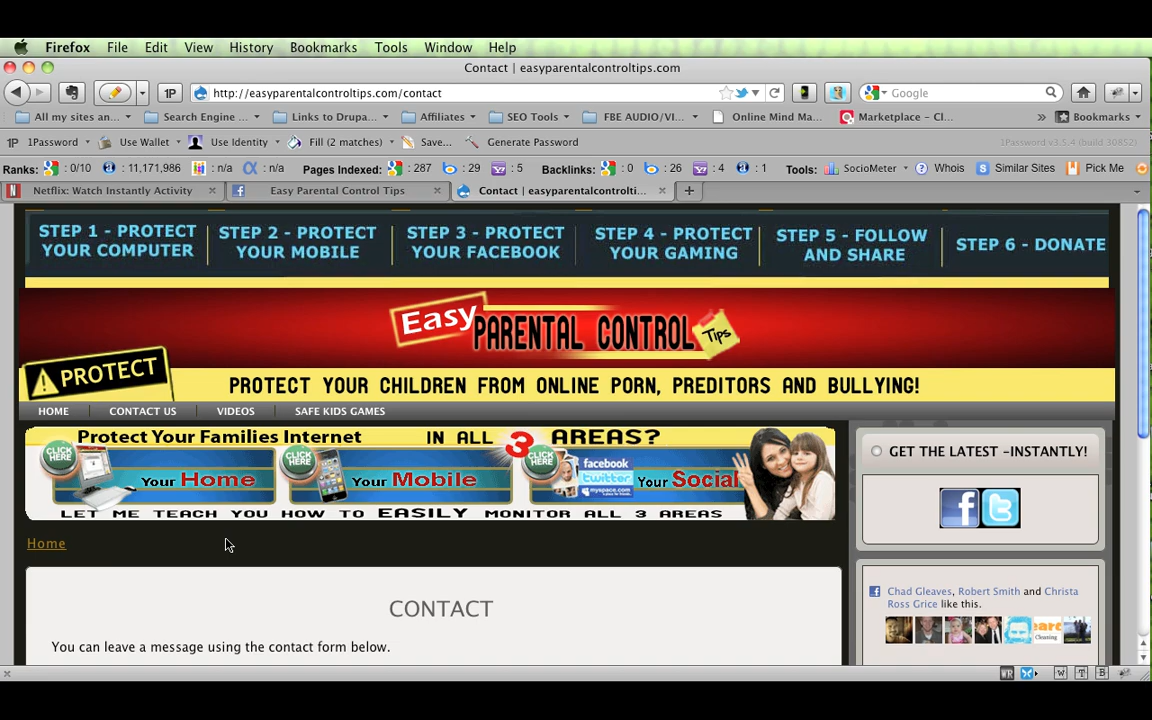 Firefox File Edit View History Bookmarks Tools Window Help
Contact | easyparentalcontroltips.com
1P http://easyparentalcontroltips.com/contact Google
All my sites an... Search Engine ... Links to Drupa... Affiliates SEO Tools FBE AUDIO/VI... Online Mind Ma... Marketplace – Cl... » Bookmarks
1Password Use Wallet Use Identity Fill (2 matches) Save... Generate Password 1Password v3.5.4 (build 30852)
Ranks: : 0/10 : 11,171,986 : n/a : n/a Pages Indexed: : 287 : 29 : 5 Backlinks: : 0 : 26 : 4 : 1 Tools: SocioMeter Whois Similar Sites Pick Me
Netflix: Watch Instantly Activity Easy Parental Control Tips Contact | easyparentalcontrolti...
STEP 1 - PROTECT YOUR COMPUTER
STEP 2 - PROTECT YOUR MOBILE
STEP 3 - PROTECT YOUR FACEBOOK
STEP 4 - PROTECT YOUR GAMING
STEP 5 - FOLLOW AND SHARE
STEP 6 - DONATE
Easy PARENTAL CONTROL Tips
PROTECT
PROTECT YOUR CHILDREN FROM ONLINE PORN, PREDITORS AND BULLYING!
HOME CONTACT US VIDEOS SAFE KIDS GAMES
Protect Your Families Internet IN ALL 3 AREAS?
CLICK HERE Your Home CLICK HERE Your Mobile CLICK HERE facebook twitter myspace.com Your Social
LET ME TEACH YOU HOW TO EASILY MONITOR ALL 3 AREAS
GET THE LATEST –INSTANTLY!
Home
CONTACT
You can leave a message using the contact form below.
Chad Gleaves, Robert Smith and Christa
Ross Grice like this.
Cleaning